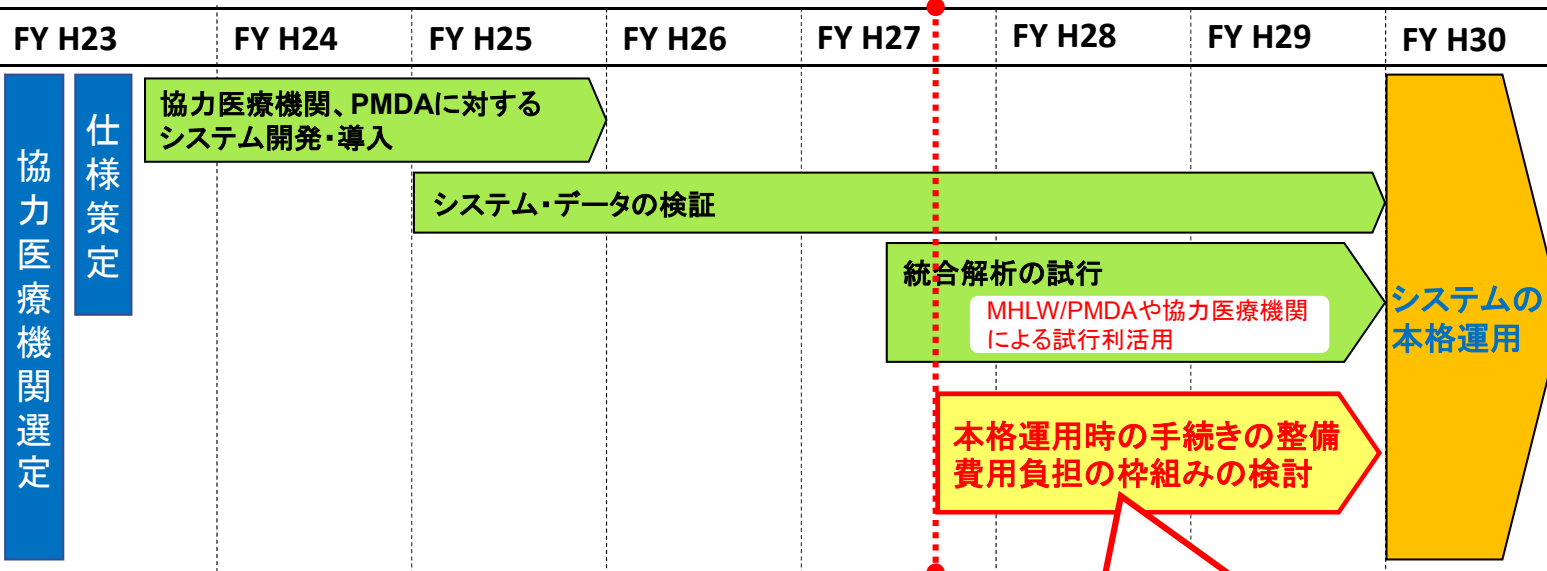 FY H23
FY H24
FY H25
FY H26
FY H27
FY H28
FY H29
FY H30
協力医療機関選定
仕様策定
協力医療機関、PMDAに対する
システム開発・導入
システム・データの検証
統合解析の試行
MHLW/PMDAや協力医療機関
による試行利活用
本格運用時の手続きの整備
費用負担の枠組みの検討
システムの
本格運用